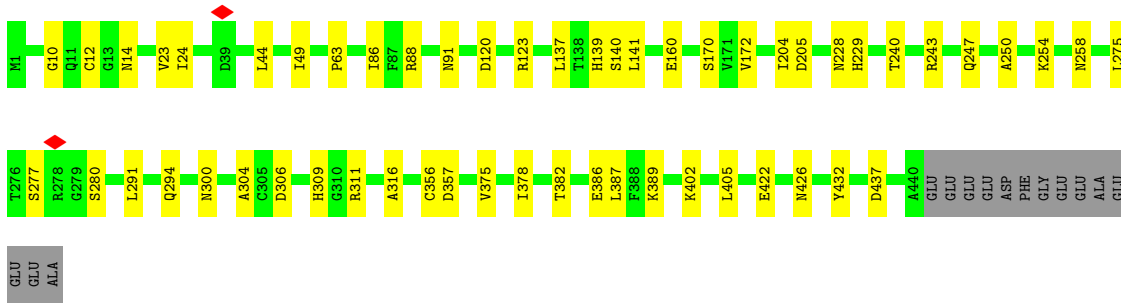 M1 G10 Q11 C12 G13 N14 V23 I24 D39 L44 I49 P63 I86 F87 R88 N91 D120 R123 L137 T138 H139 S140 L141 E160 S170 V171 V172 I204 D205 N228 H229 T240 R243 Q247 A250 K254 N258 L275
T276 S277 R278 G279 S280 L291 Q294 N300 A304 C305 D306 H309 G310 R311 A316 C356 D357 V375 I378 T382 E386 L387 F388 K389 K402 L405 E422 N426 Y432 D437 A440 GLU GLU GLU GLU ASP PHE GLY GLU GLU ALA GLU
GLU GLU ALA